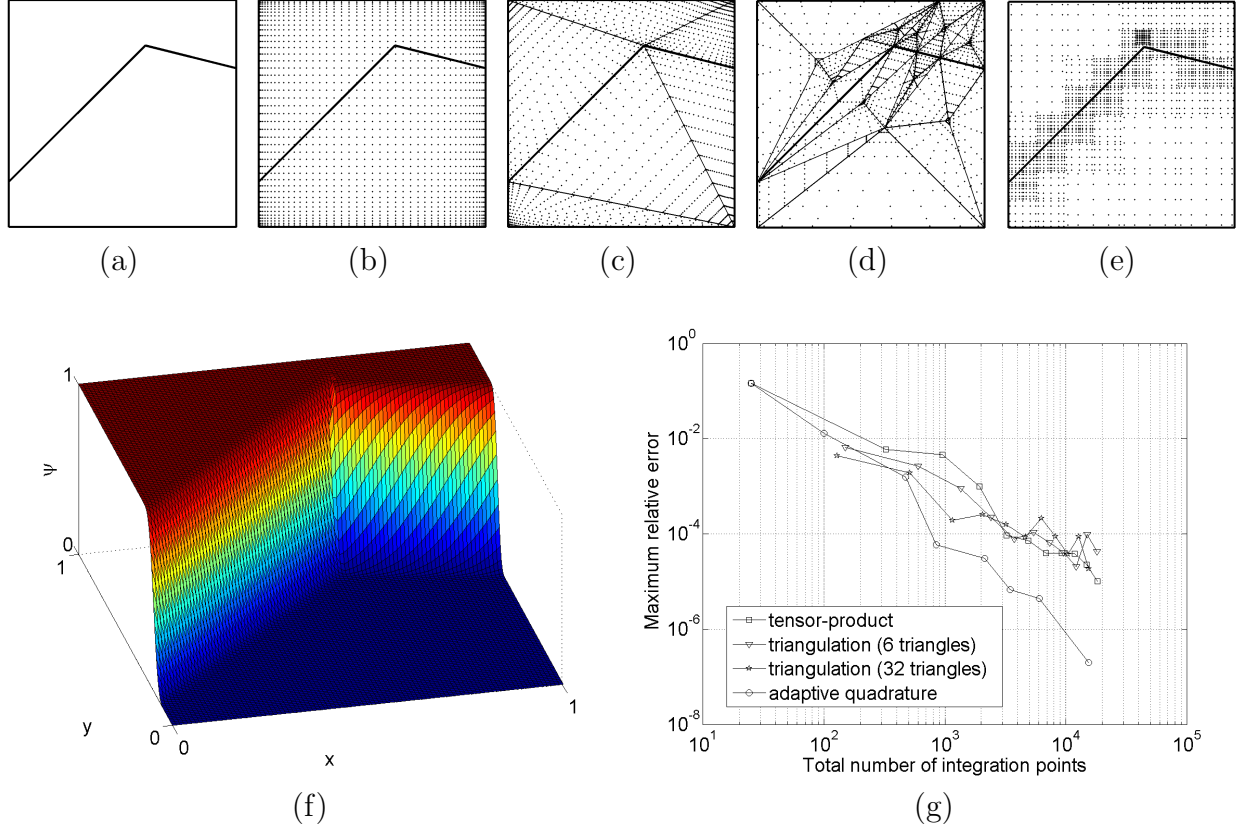 (a) (b) (c) (d) (e)
1
ψ
0
1
y
0
0
x
1
(f)
10^0
10^-2
10^-4
10^-6
10^-8
Maximum relative error
tensor-product
triangulation (6 triangles)
triangulation (32 triangles)
adaptive quadrature
10^1 10^2 10^3 10^4 10^5
Total number of integration points
(g)